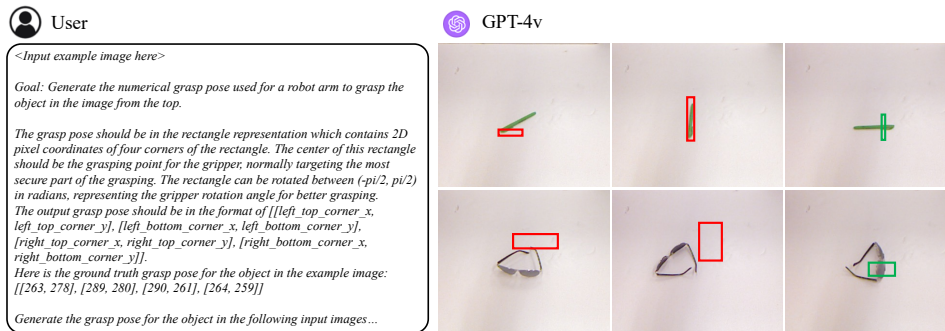 User
GPT-4v
<Input example image here>
Goal: Generate the numerical grasp pose used for a robot arm to grasp the
object in the image from the top.
The grasp pose should be in the rectangle representation which contains 2D
pixel coordinates of four corners of the rectangle. The center of this rectangle
should be the grasping point for the gripper, normally targeting the most
secure part of the grasping. The rectangle can be rotated between (-pi/2, pi/2)
in radians, representing the gripper rotation angle for better grasping.
The output grasp pose should be in the format of [[left_top_corner_x,
left_top_corner_y], [left_bottom_corner_x, left_bottom_corner_y],
[right_top_corner_x, right_top_corner_y], [right_bottom_corner_x,
right_bottom_corner_y]].
Here is the ground truth grasp pose for the object in the example image:
[[263, 278], [289, 280], [290, 261], [264, 259]]
Generate the grasp pose for the object in the following input images…